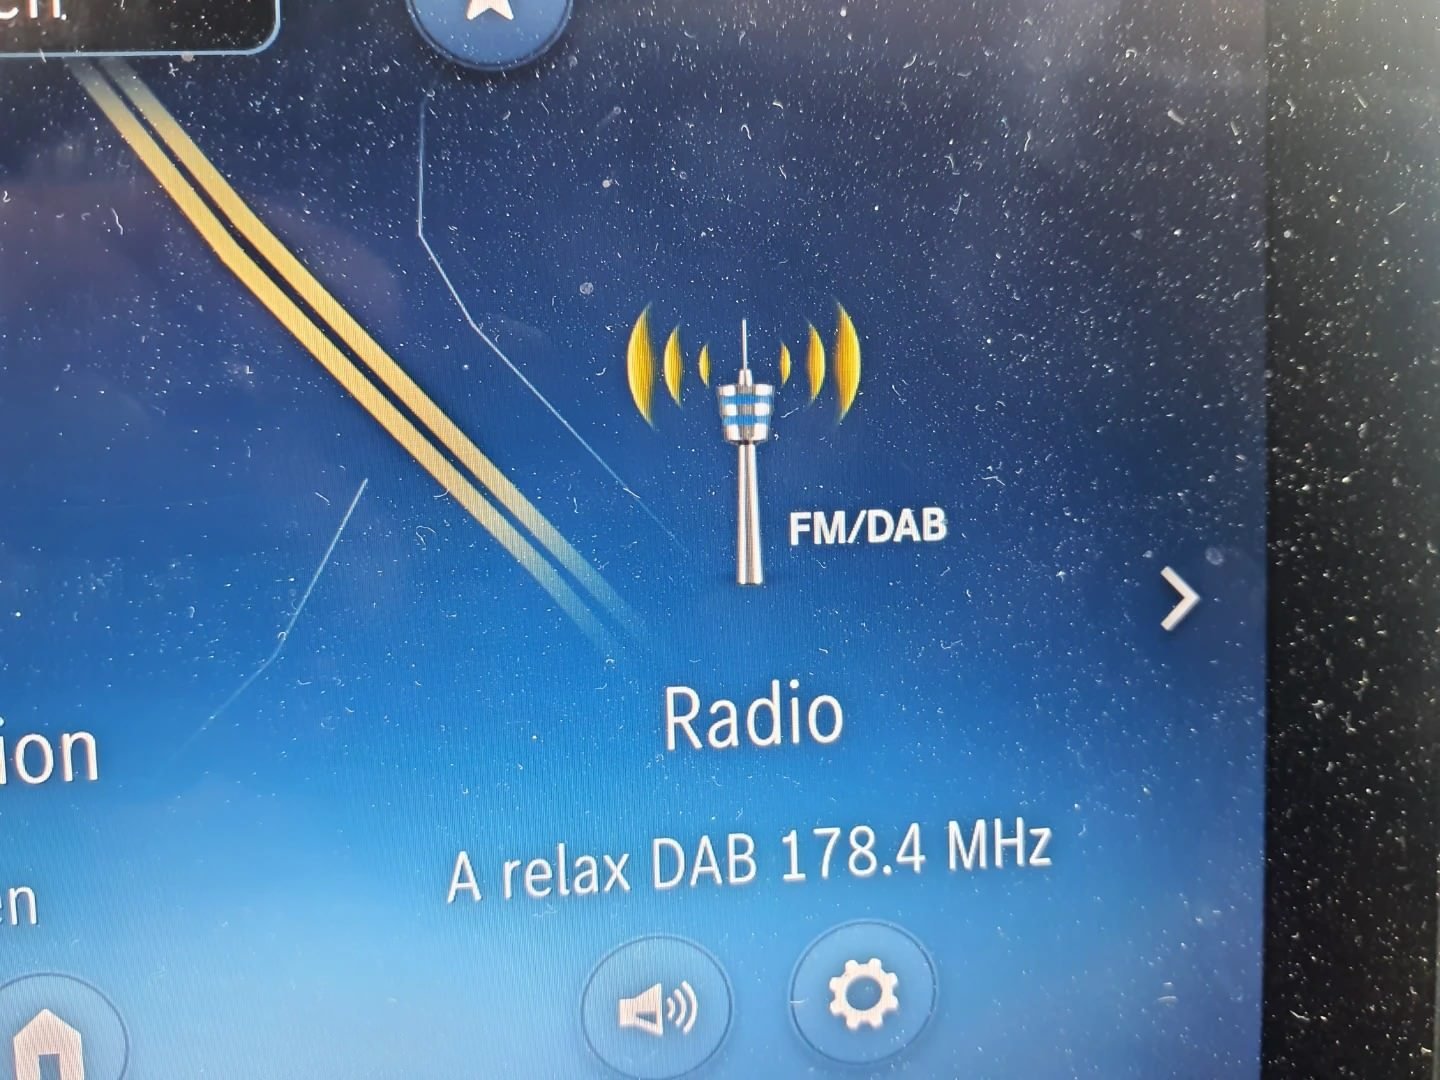 FM/DAB
Radio
ion
A relax DAB 178.4 MHz
en